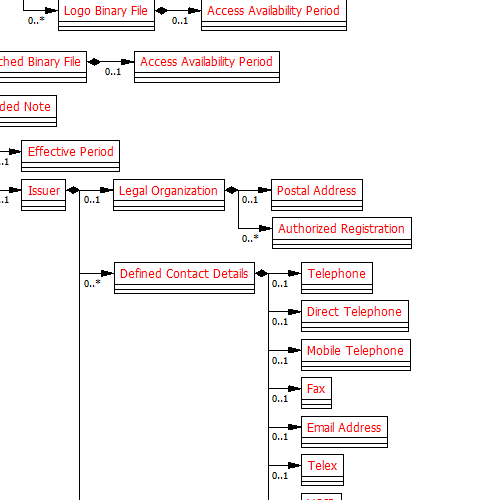 Logo Binary File
Access Availability Period
0..*
0..1
ched Binary File
Access Availability Period
0..1
ded Note
Effective Period
..1
Issuer
Legal Organization
Postal Address
..1
0..1
0..1
Authorized Registration
0..*
Defined Contact Details
Telephone
0..*
0..1
Direct Telephone
0..1
Mobile Telephone
0..1
Fax
0..1
Email Address
0..1
Telex
0..1